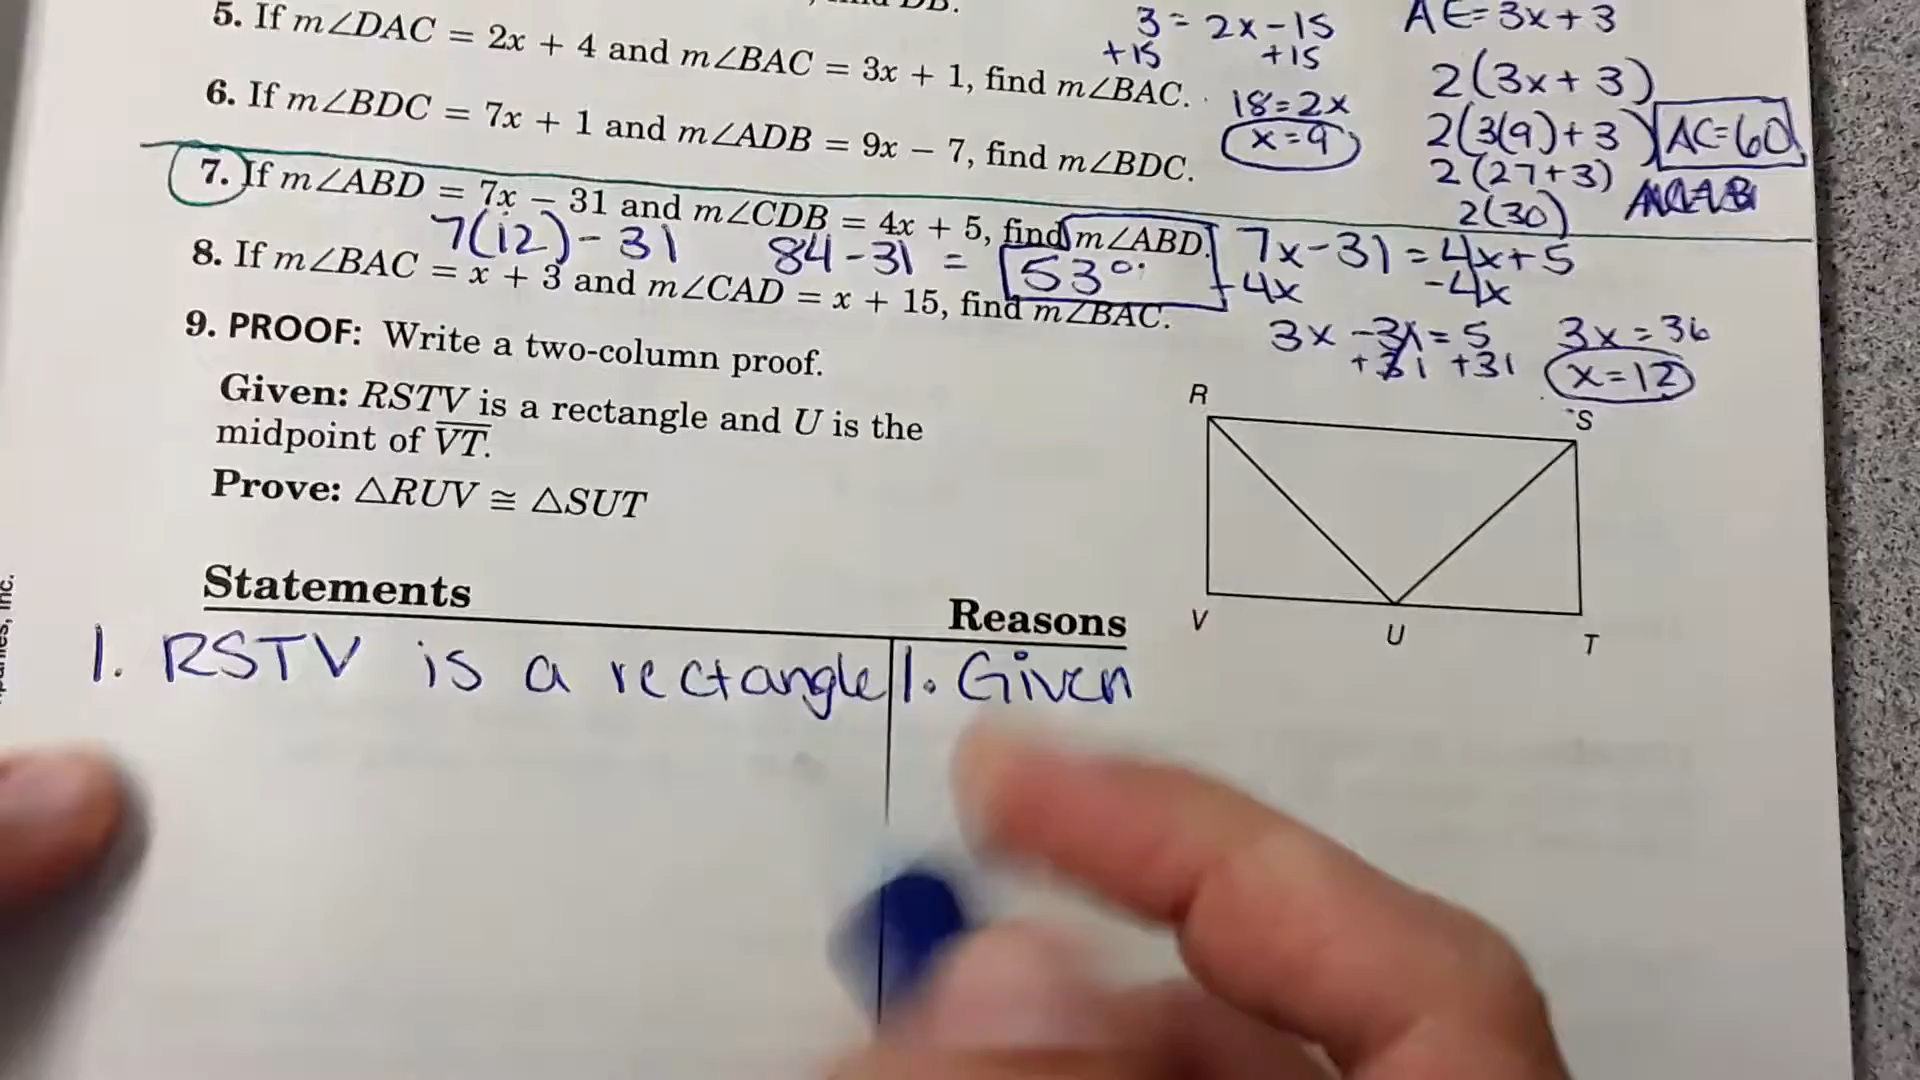 DB.
5. If m∠DAC = 2x + 4 and m∠BAC = 3x + 1, find m∠BAC.
6. If m∠BDC = 7x + 1 and m∠ADB = 9x − 7, find m∠BDC.
7. If m∠ABD = 7x − 31 and m∠CDB = 4x + 5, find m∠ABD.
7(12)-31 84-31 = 53°
8. If m∠BAC = x + 3 and m∠CAD = x + 15, find m∠BAC.
9. PROOF: Write a two-column proof.
Given: RSTV is a rectangle and U is the
midpoint of V͞T͞.
Prove: △RUV ≅ △SUT
3 = 2x-15
+15 +15
18=2x
x=9
AE=3x+3
2(3x+3)
2(3(9)+3) AC=60
2(27+3)
2(30)
7x-31=4x+5
-4x -4x
3x-31=5
+31 +31
3x=36
x=12
R
S
V
U
T
Statements Reasons
1. RSTV is a rectangle 1. Given
Inc.